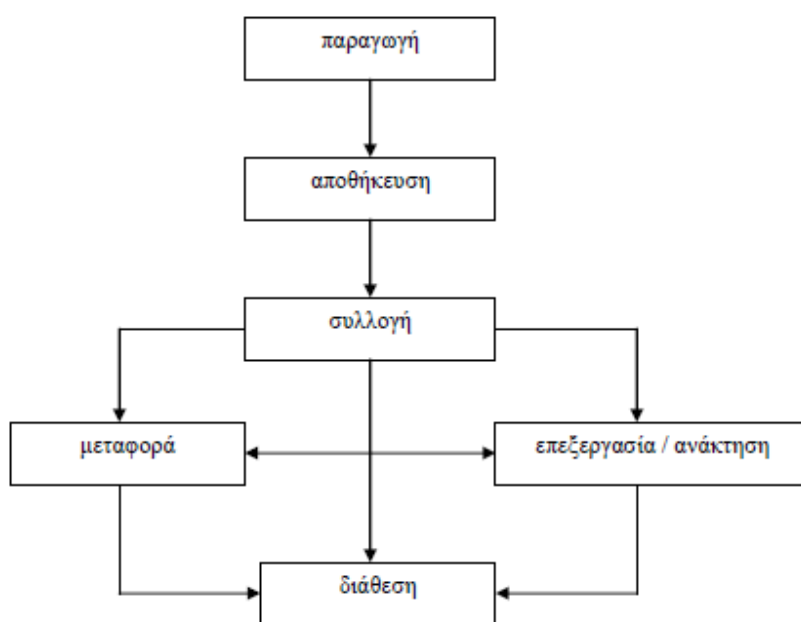 παραγωγή
αποθήκευση
συλλογή
μεταφορά
επεξεργασία / ανάκτηση
διάθεση